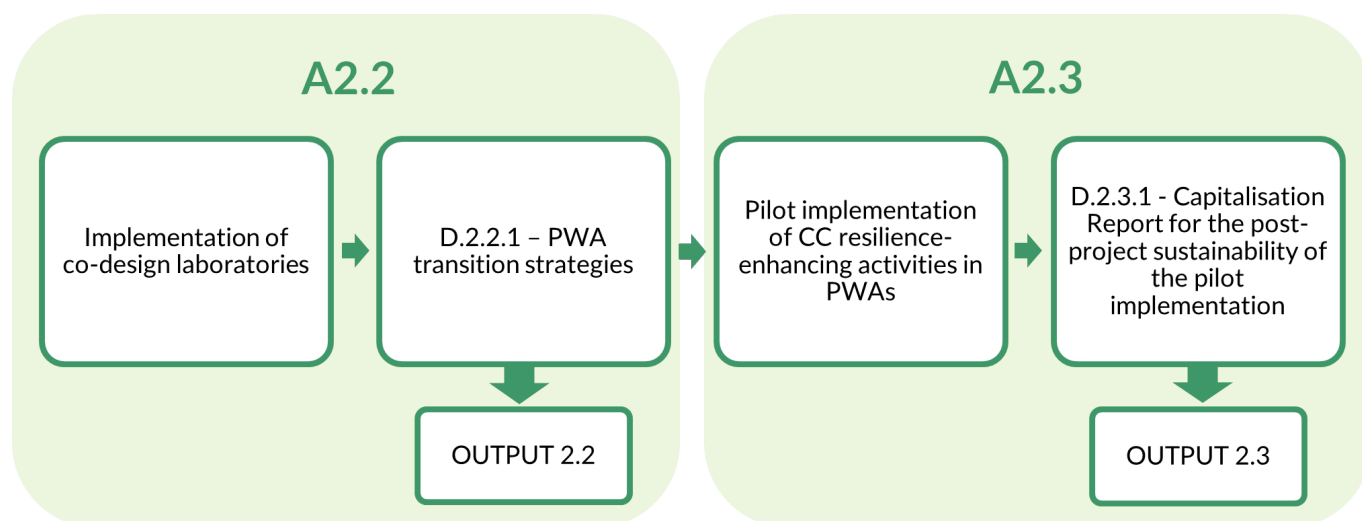 A2.2
Implementation of
co-design laboratories
D.2.2.1 – PWA
transition strategies
OUTPUT 2.2
A2.3
Pilot implementation
of CC resilience-
enhancing activities in
PWAs
D.2.3.1 - Capitalisation
Report for the post-
project sustainability of
the pilot
implementation
OUTPUT 2.3